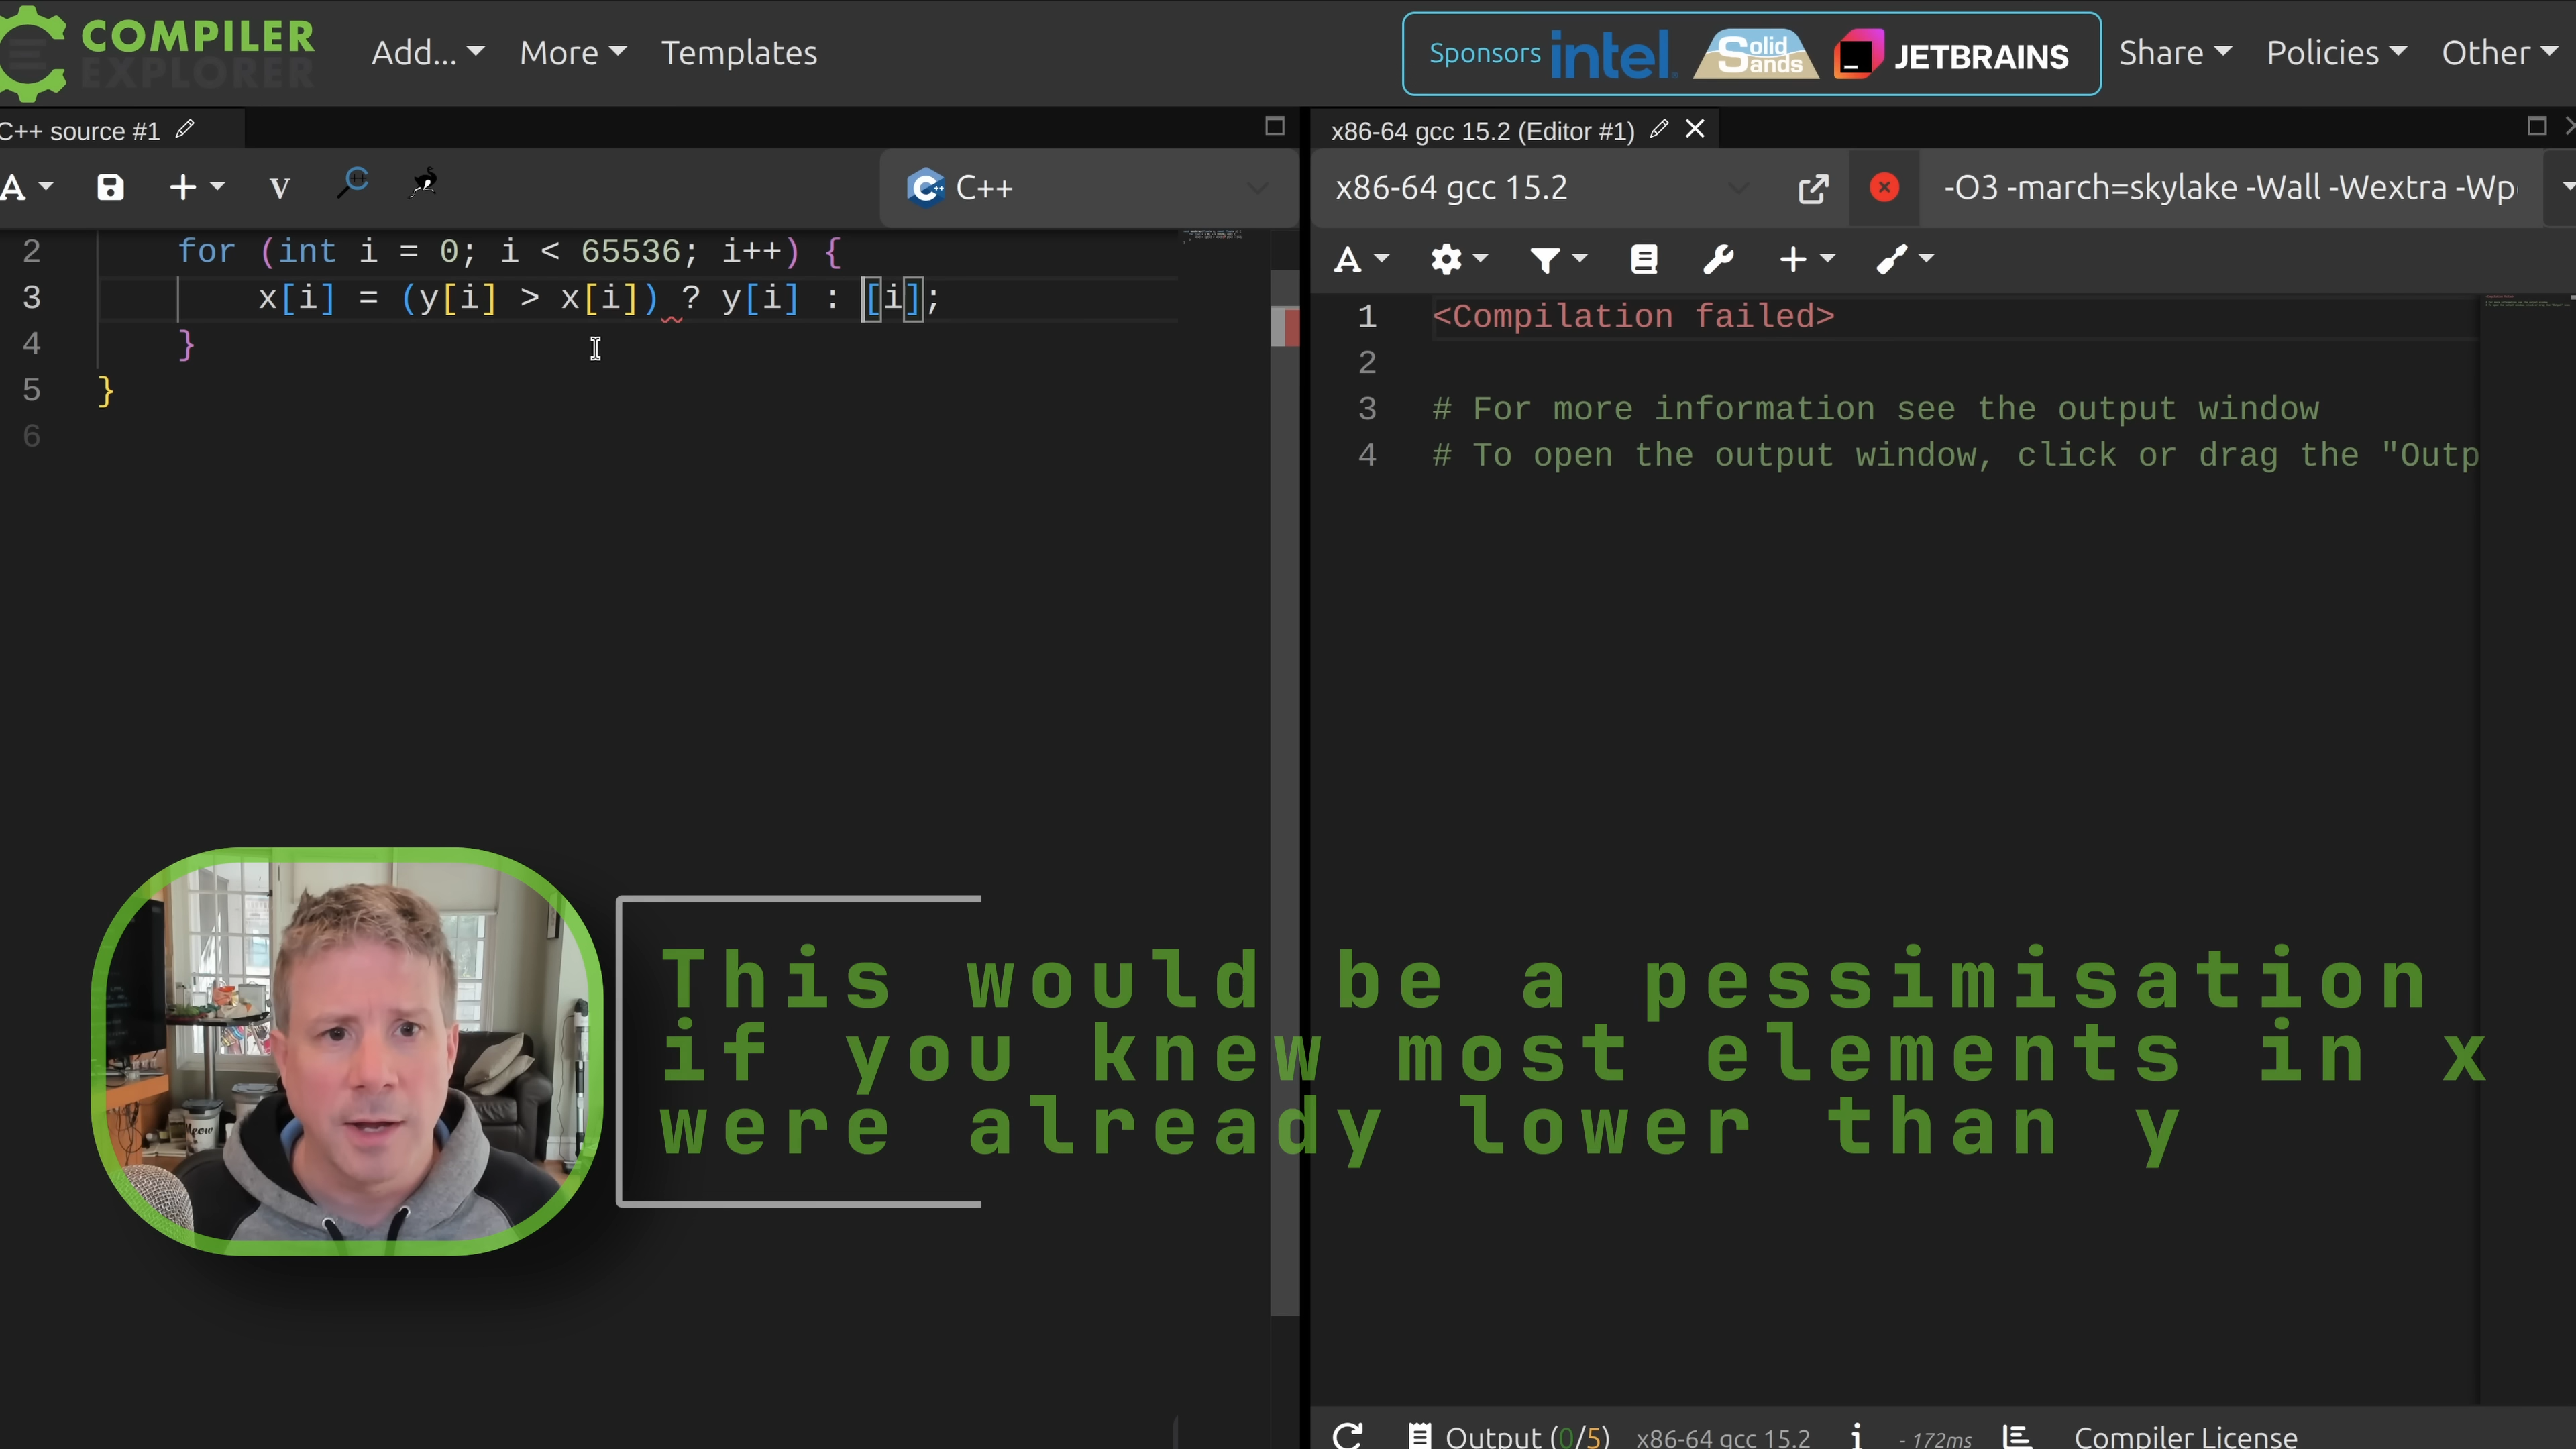 COMPILER
EXPLORER
Add...
More
Templates
Sponsors
intel.
Solid
Sands
JETBRAINS
Share
Policies
Other
C++ source #1
x86-64 gcc 15.2 (Editor #1)
A
V
C++
x86-64 gcc 15.2
-O3 -march=skylake -Wall -Wextra -Wp
A
2 for (int i = 0; i < 65536; i++) {
3 x[i] = (y[i] > x[i]) ? y[i] : [i];
4 }
5 }
6
1 <Compilation failed>
2
3 # For more information see the output window
4 # To open the output window, click or drag the "Outp
Meow
This would be a pessimisation
if you knew most elements in x
were already lower than y
Output (0/5)
x86-64 gcc 15.2
i
- 172ms
Compiler License